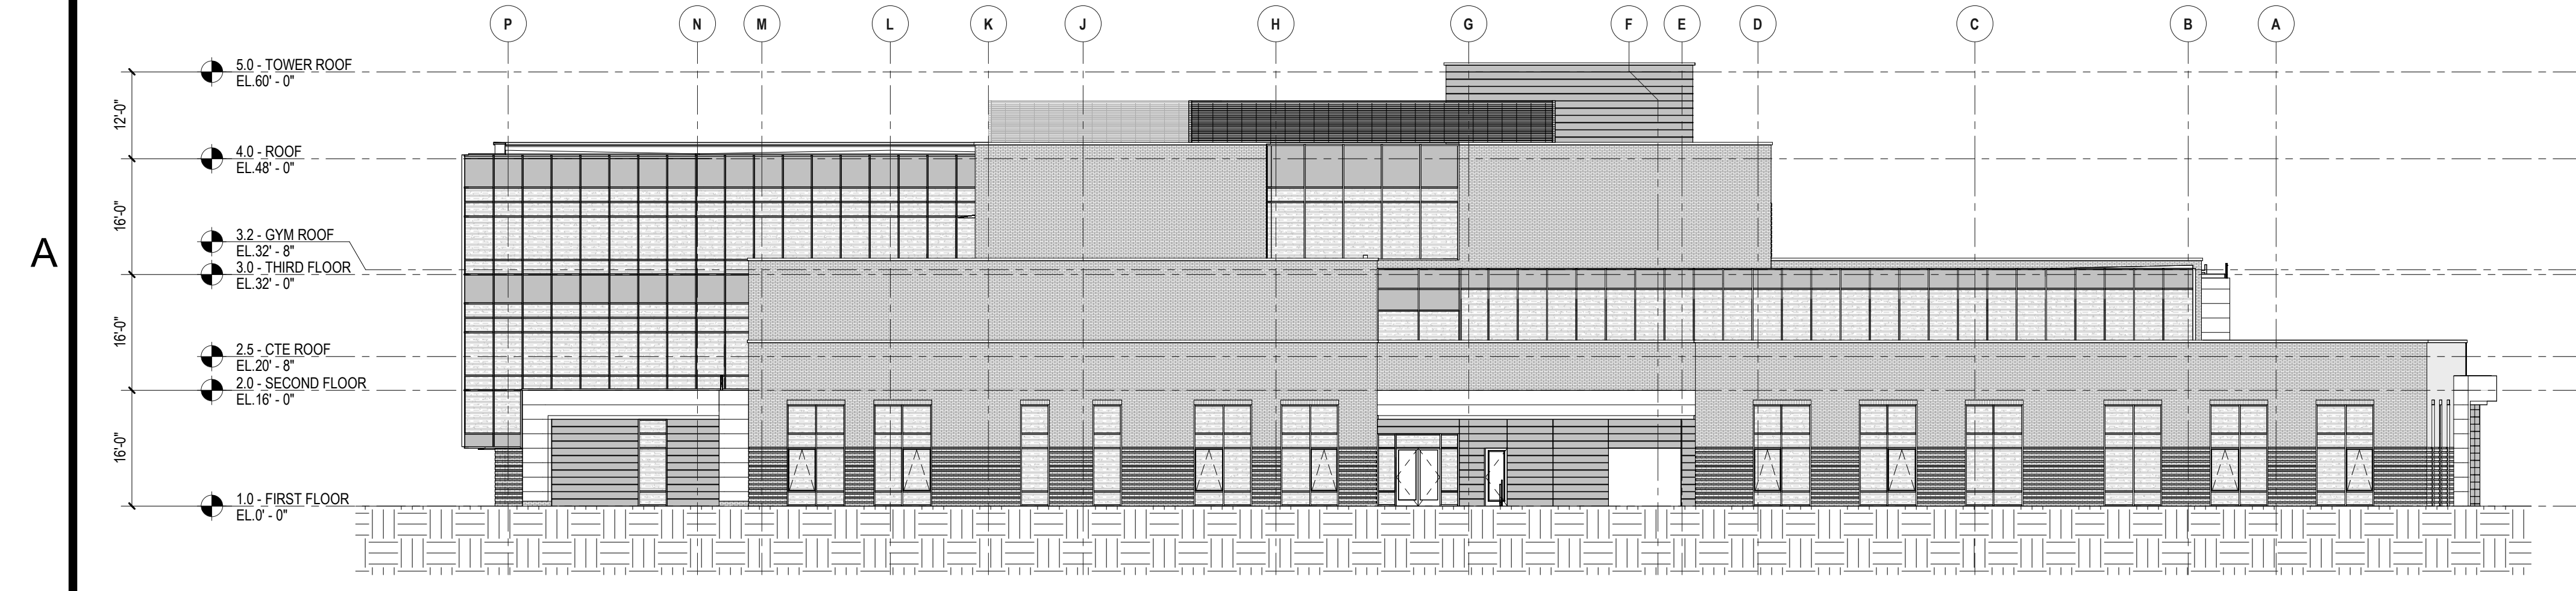 P N M L K J H G F E D C B A
5.0 - TOWER ROOF
EL.60' - 0"
12'-0"
4.0 - ROOF
EL.48' - 0"
16'-0"
3.2 - GYM ROOF
EL.32' - 8"
A
3.0 - THIRD FLOOR
EL.32' - 0"
16'-0"
2.5 - CTE ROOF
EL.20' - 8"
2.0 - SECOND FLOOR
EL.16' - 0"
16'-0"
1.0 - FIRST FLOOR
EL.0' - 0"